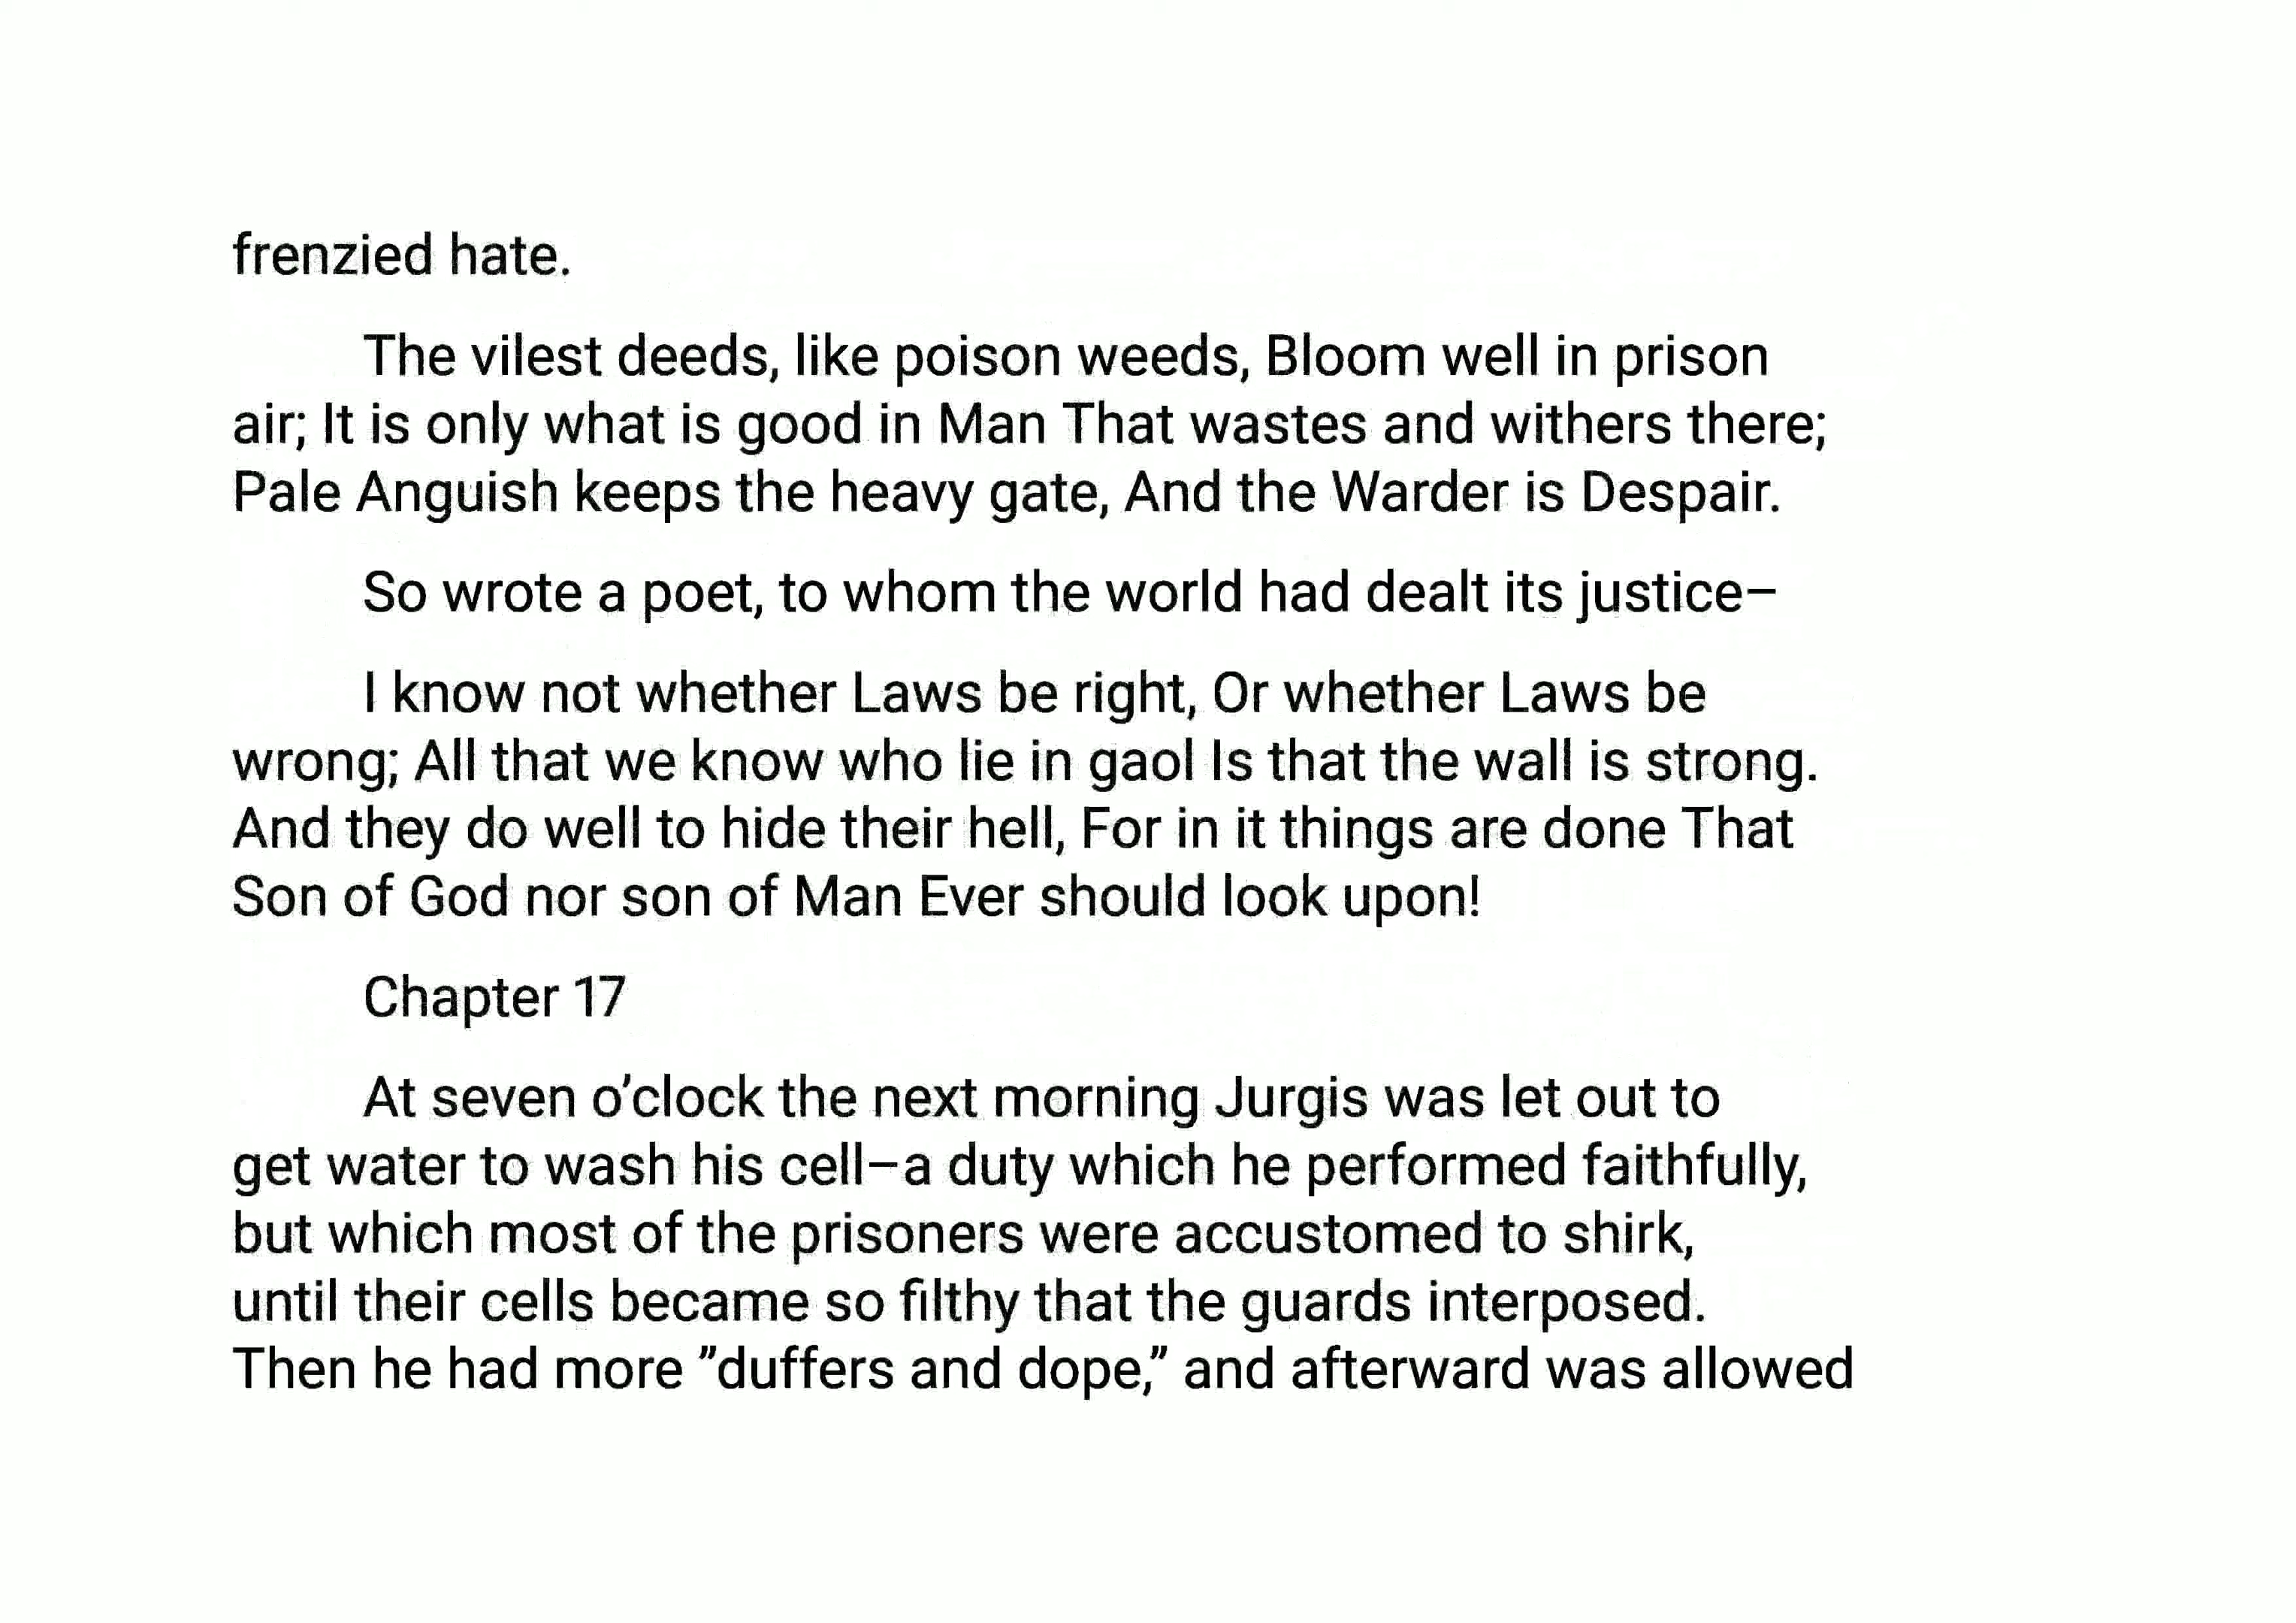 frenzied hate.
The vilest deeds, like poison weeds, Bloom well in prison
air; It is only what is good in Man That wastes and withers there;
Pale Anguish keeps the heavy gate, And the Warder is Despair.
So wrote a poet, to whom the world had dealt its justice–
I know not whether Laws be right, Or whether Laws be
wrong; All that we know who lie in gaol Is that the wall is strong.
And they do well to hide their hell, For in it things are done That
Son of God nor son of Man Ever should look upon!
Chapter 17
At seven o’clock the next morning Jurgis was let out to
get water to wash his cell–a duty which he performed faithfully,
but which most of the prisoners were accustomed to shirk,
until their cells became so filthy that the guards interposed.
Then he had more ”duffers and dope,” and afterward was allowed